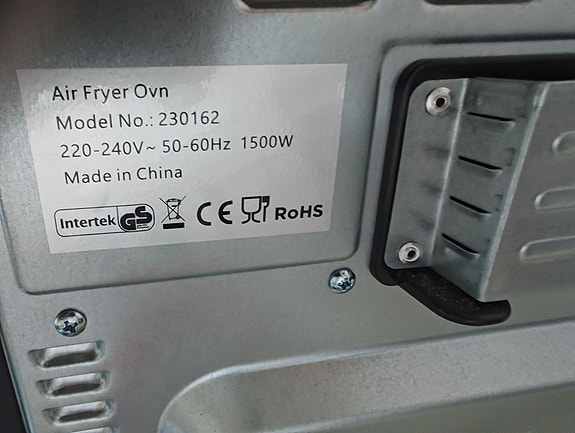 Air Fryer Ovn
Model No.: 230162
220-240V~ 50-60Hz 1500W
Made in China
Intertek GS CE RoHS